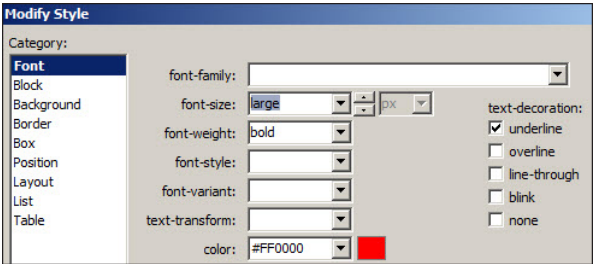 Modify Style
Category:
Font
Block
Background
Border
Box
Position
Layout
List
Table
font-family:
font-size: large px
font-weight: bold
font-style:
font-variant:
text-transform:
color: #FF0000
text-decoration:
underline
overline
line-through
blink
none